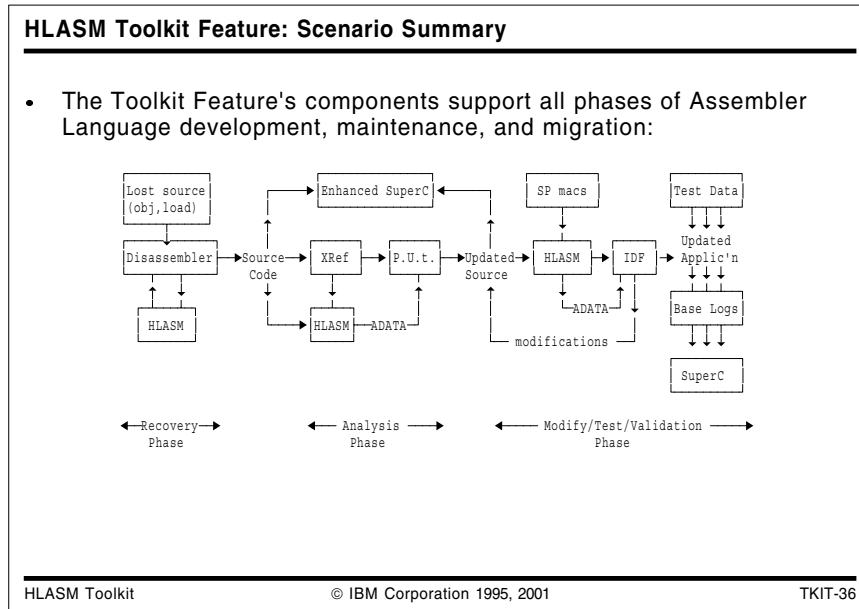 HLASM Toolkit Feature: Scenario Summary
• The Toolkit Feature's components support all phases of Assembler
Language development, maintenance, and migration:
Lost source
(obj,load)
Enhanced SuperC
SP macs
Test Data
Disassembler
Source
Code
XRef
P.U.t.
Updated
Source
HLASM
IDF
Updated
Applic'n
HLASM
HLASM
ADATA
ADATA
modifications
Base Logs
SuperC
Recovery
Phase
Analysis
Phase
Modify/Test/Validation
Phase
HLASM Toolkit
© IBM Corporation 1995, 2001
TKIT-36